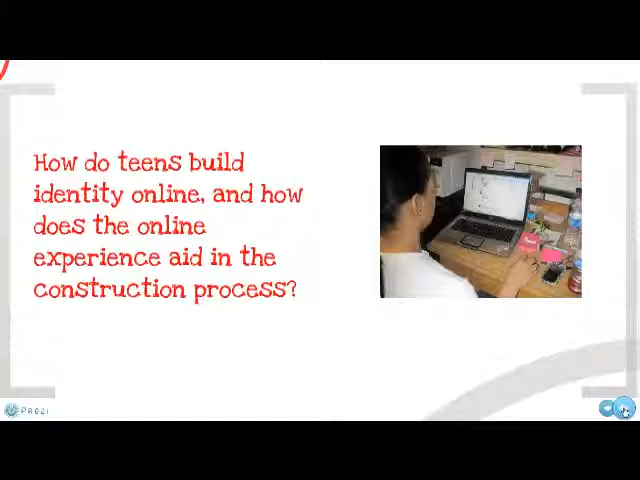 How do teens build
identity online, and how
does the online
experience aid in the
construction process?
Prezi